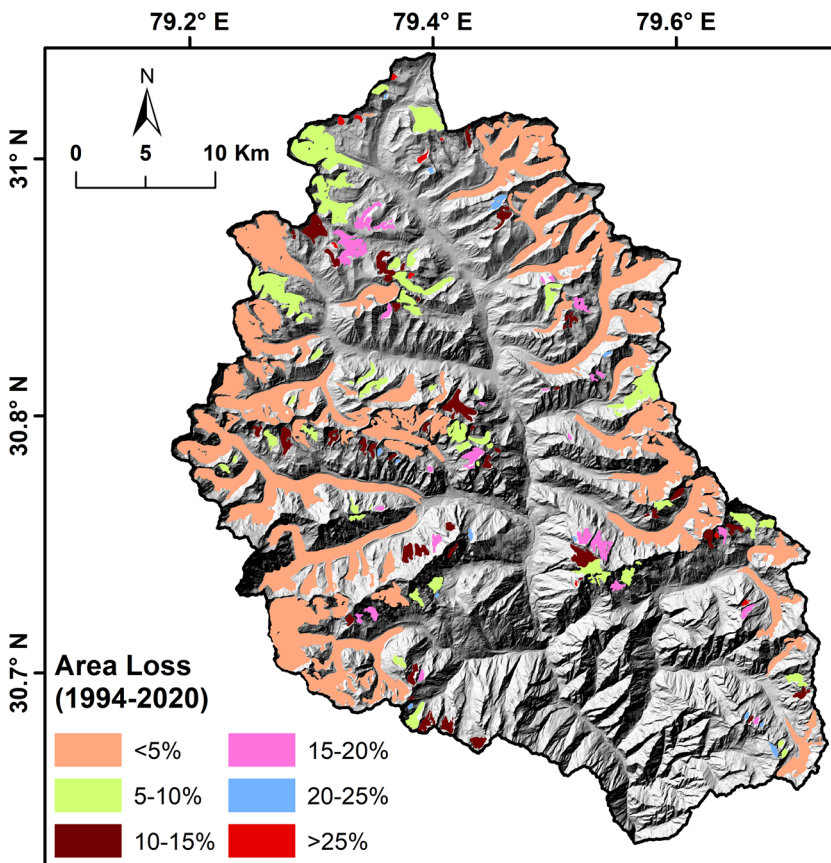 79.2° E 79.4° E 79.6° E
N
0 5 10 Km
31° N
30.8° N
30.7° N
Area Loss
(1994-2020)
<5% 15-20%
5-10% 20-25%
10-15% >25%